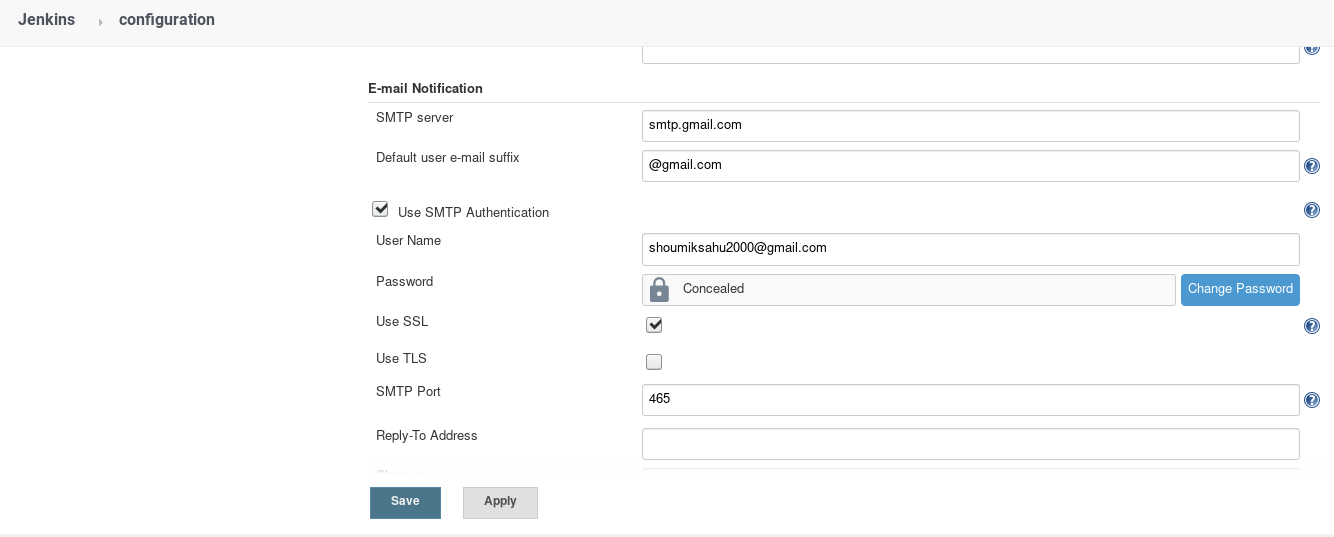 Jenkins › configuration
E-mail Notification
SMTP server smtp.gmail.com
Default user e-mail suffix @gmail.com
Use SMTP Authentication
User Name shoumiksahu2000@gmail.com
Password Concealed Change Password
Use SSL
Use TLS
SMTP Port 465
Reply-To Address
Save Apply